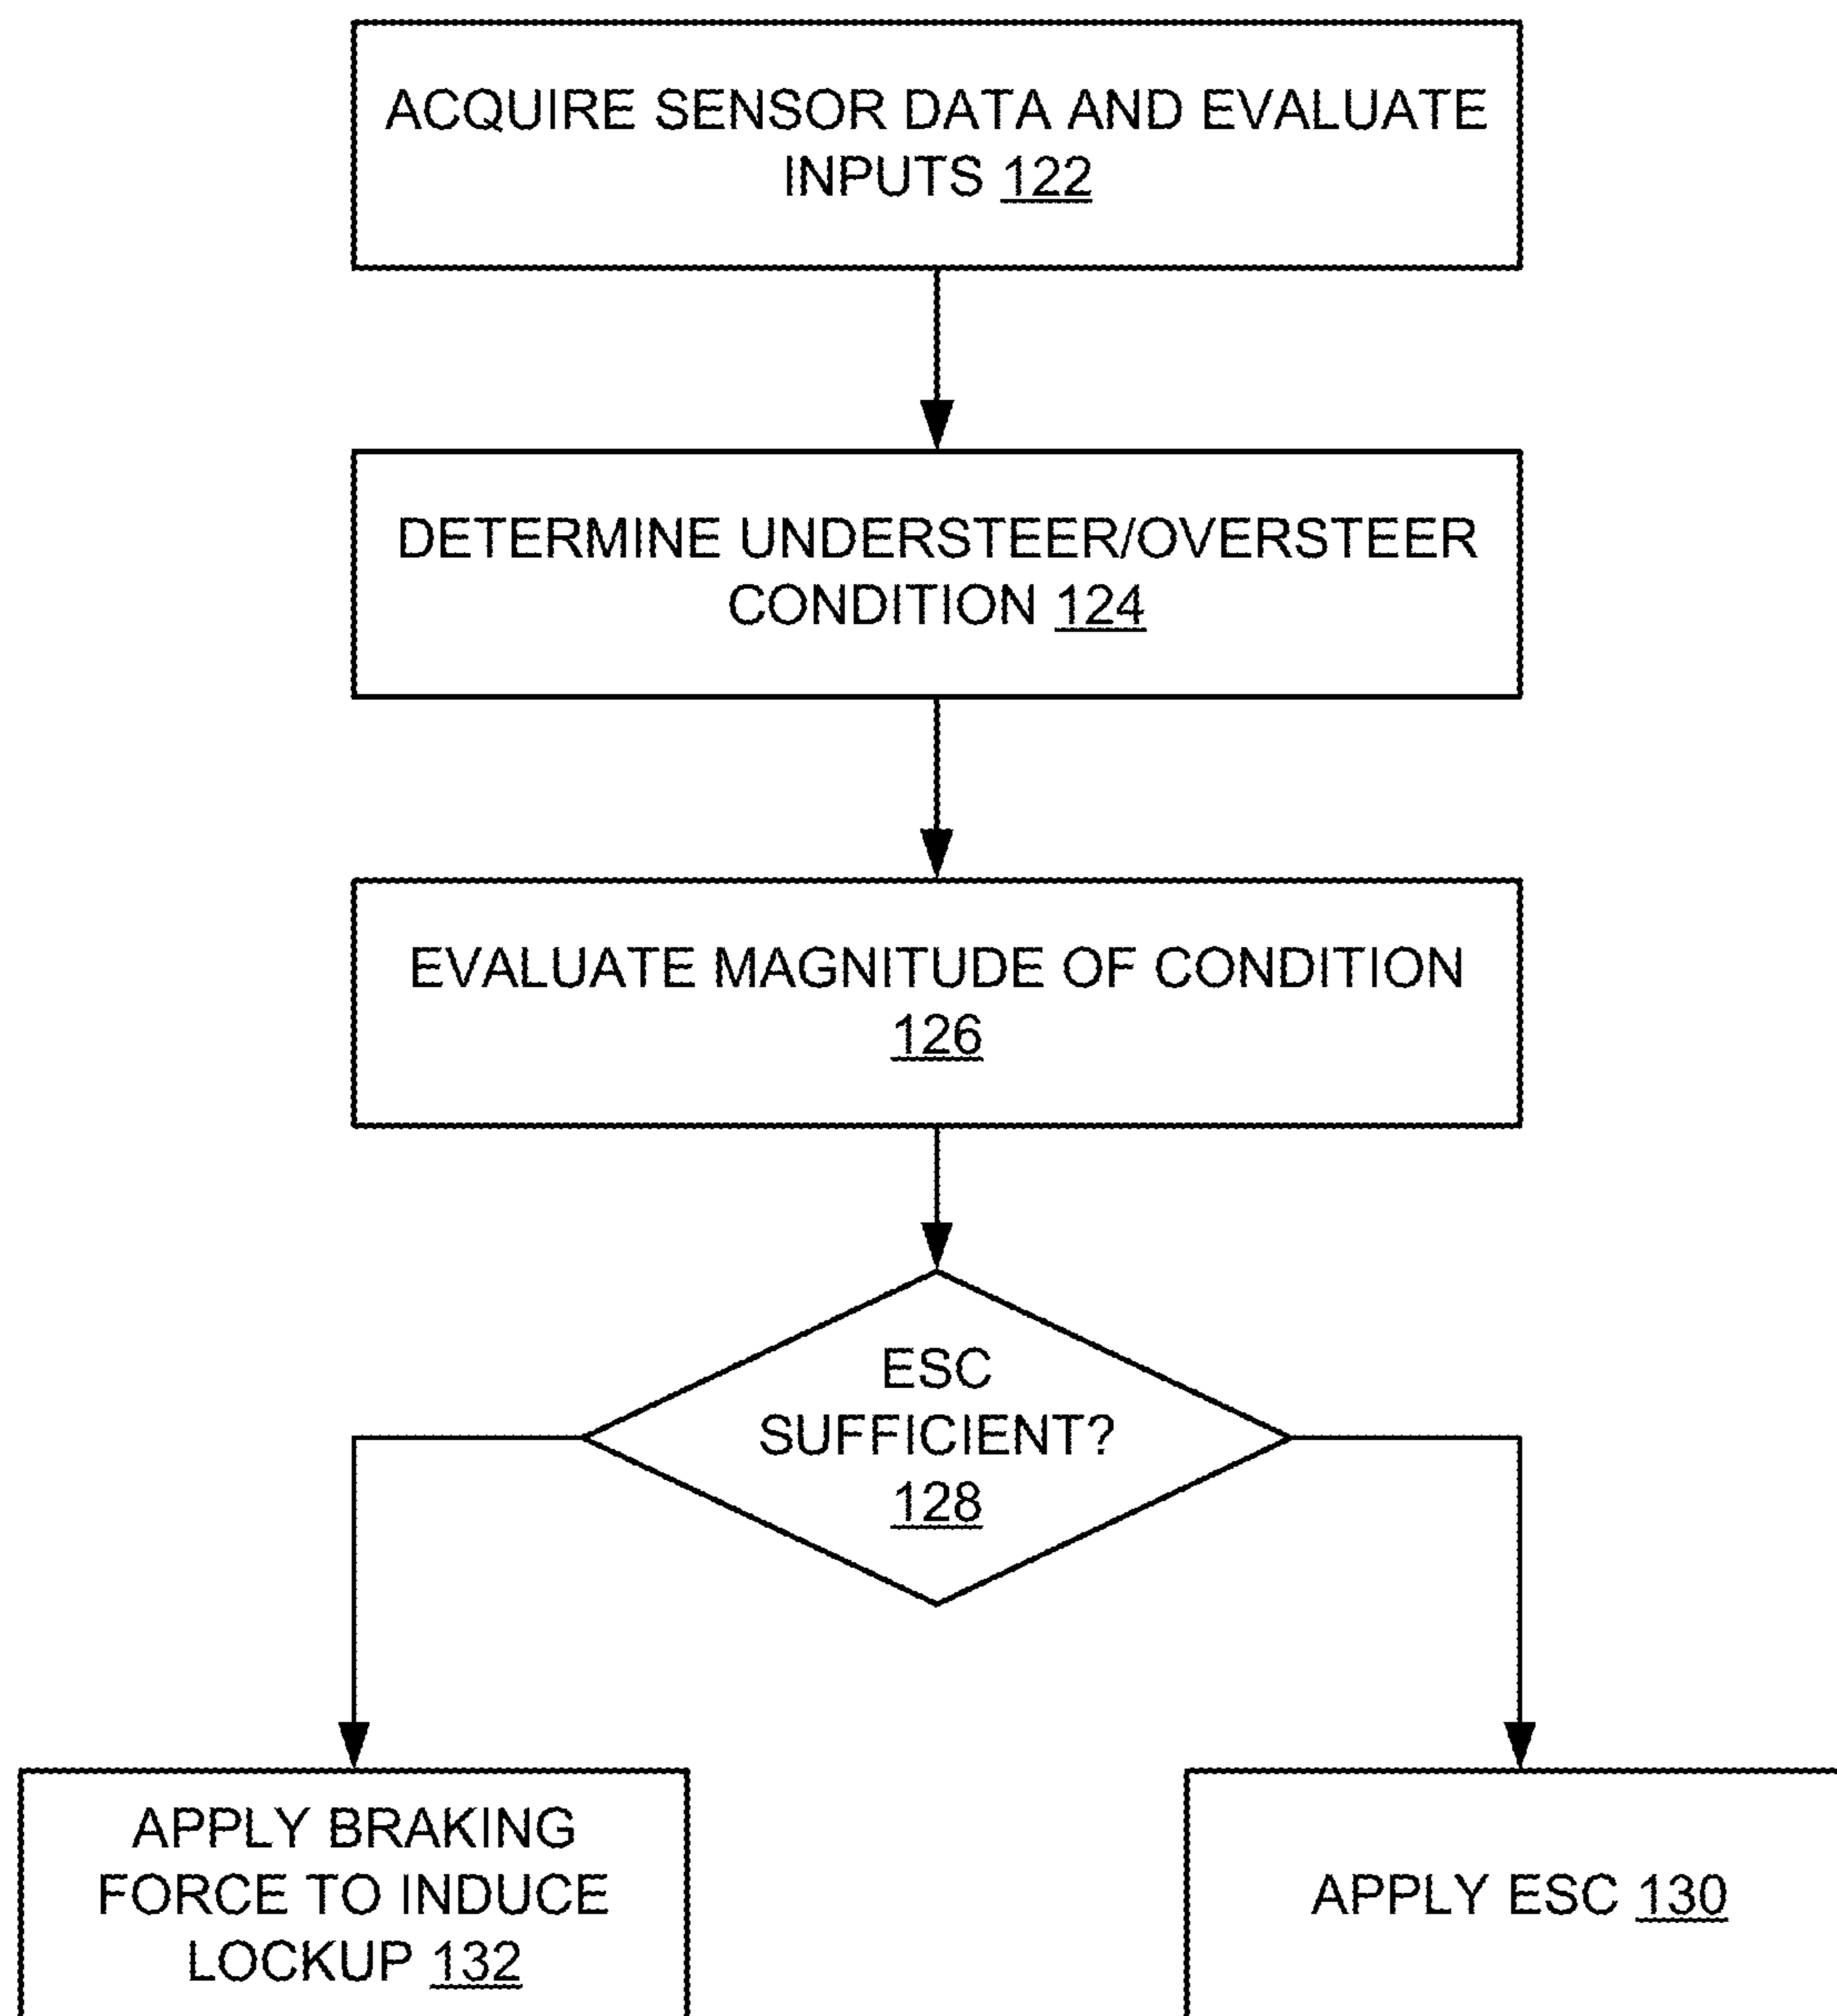 ACQUIRE SENSOR DATA AND EVALUATE
INPUTS 122
DETERMINE UNDERSTEER/OVERSTEER
CONDITION 124
EVALUATE MAGNITUDE OF CONDITION
126
ESC
SUFFICIENT?
128
APPLY BRAKING
FORCE TO INDUCE
LOCKUP 132
APPLY ESC 130